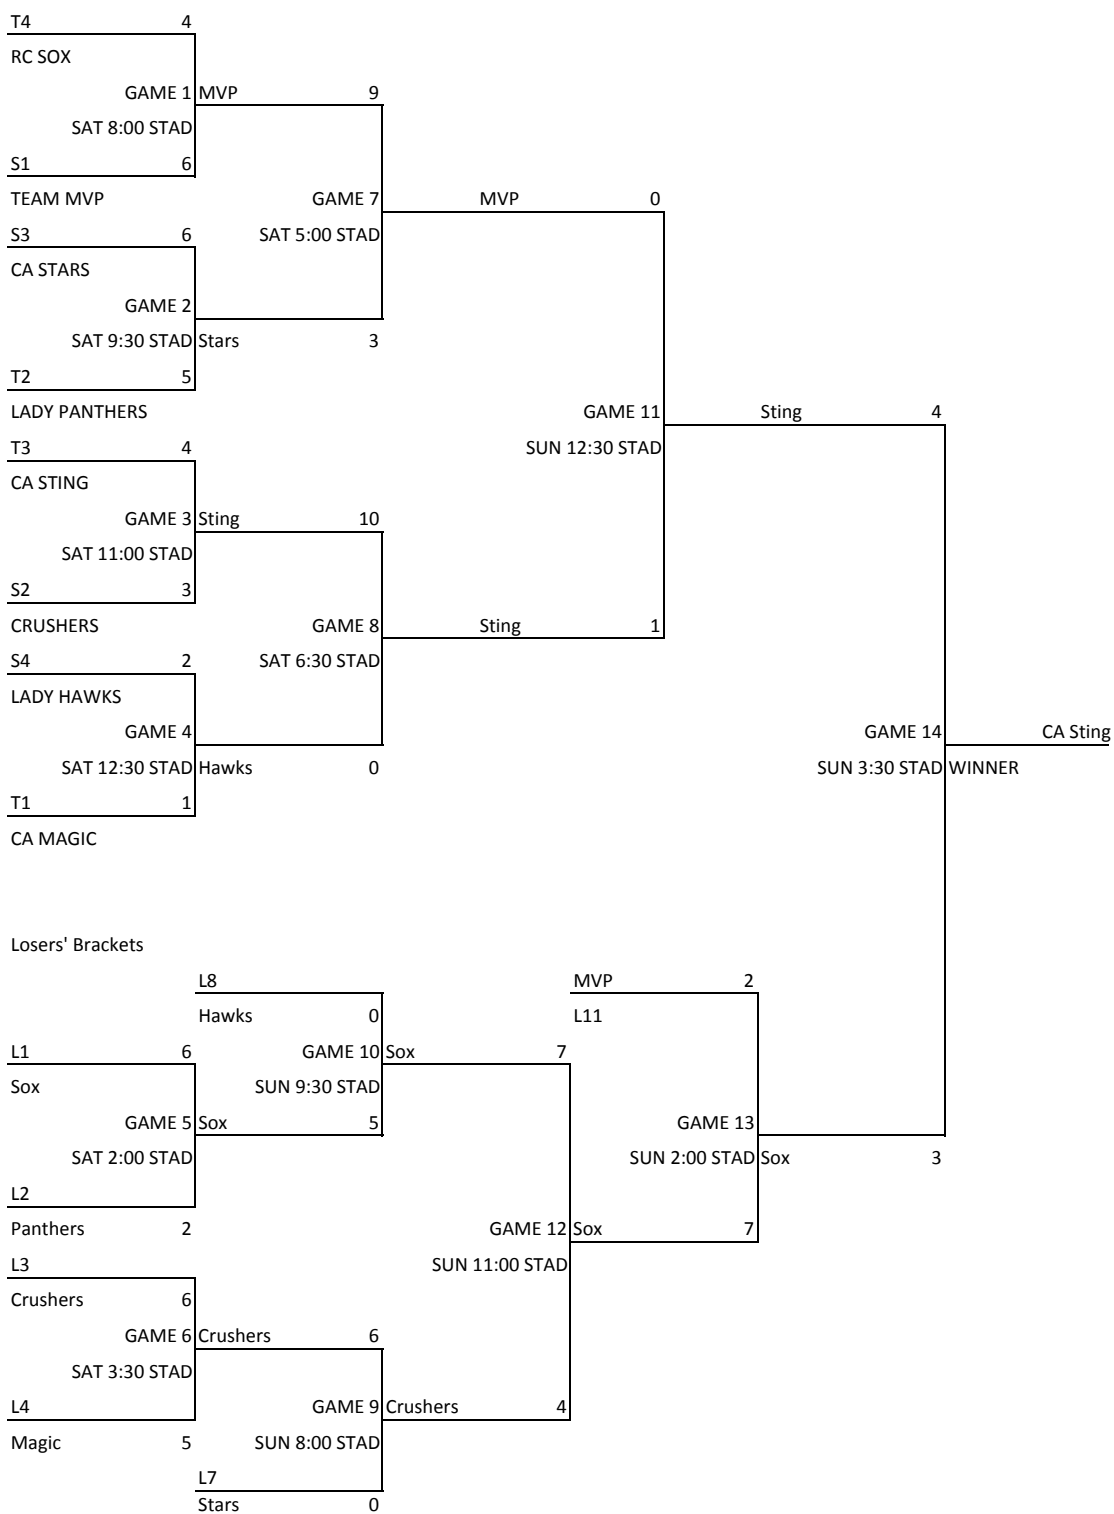 T4 4
RC SOX
GAME 1 MVP 9
SAT 8:00 STAD
S1 6
TEAM MVP GAME 7 MVP 0
S3 6 SAT 5:00 STAD
CA STARS
GAME 2
SAT 9:30 STAD Stars 3
T2 5
LADY PANTHERS GAME 11 Sting 4
T3 4 SUN 12:30 STAD
CA STING
GAME 3 Sting 10
SAT 11:00 STAD
S2 3
CRUSHERS GAME 8 Sting 1
S4 2 SAT 6:30 STAD
LADY HAWKS
GAME 4 GAME 14 CA Sting
SAT 12:30 STAD Hawks 0 SUN 3:30 STAD WINNER
T1 1
CA MAGIC
Losers' Brackets
L8 MVP 2
Hawks 0 L11
L1 6 GAME 10 Sox 7
Sox SUN 9:30 STAD
GAME 5 Sox 5 GAME 13
SAT 2:00 STAD SUN 2:00 STAD Sox 3
L2
Panthers 2 GAME 12 Sox 7
L3 SUN 11:00 STAD
Crushers 6
GAME 6 Crushers 6
SAT 3:30 STAD
L4 GAME 9 Crushers 4
Magic 5 SUN 8:00 STAD
L7
Stars 0